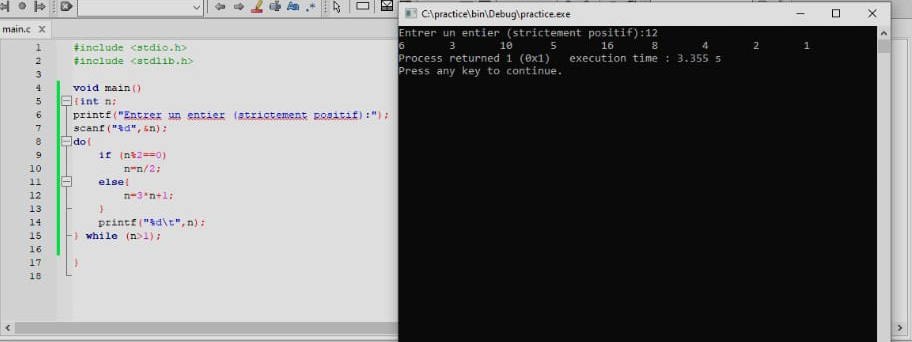 C:\practice\bin\Debug\practice.exe
main.c X
1 #include <stdio.h>
2 #include <stdlib.h>
3
4 void main()
5 {int n;
6 printf("Entrer un entier (strictement positif):");
7 scanf("%d",&n);
8 do{
9 if (n%2==0)
10 n=n/2;
11 else{
12 n=3*n+1;
13 }
14 printf("%d\t",n);
15 } while (n>1);
16
17 }
18
Entrer un entier (strictement positif):12
6 3 10 5 16 8 4 2 1
Process returned 1 (0x1) execution time : 3.355 s
Press any key to continue.